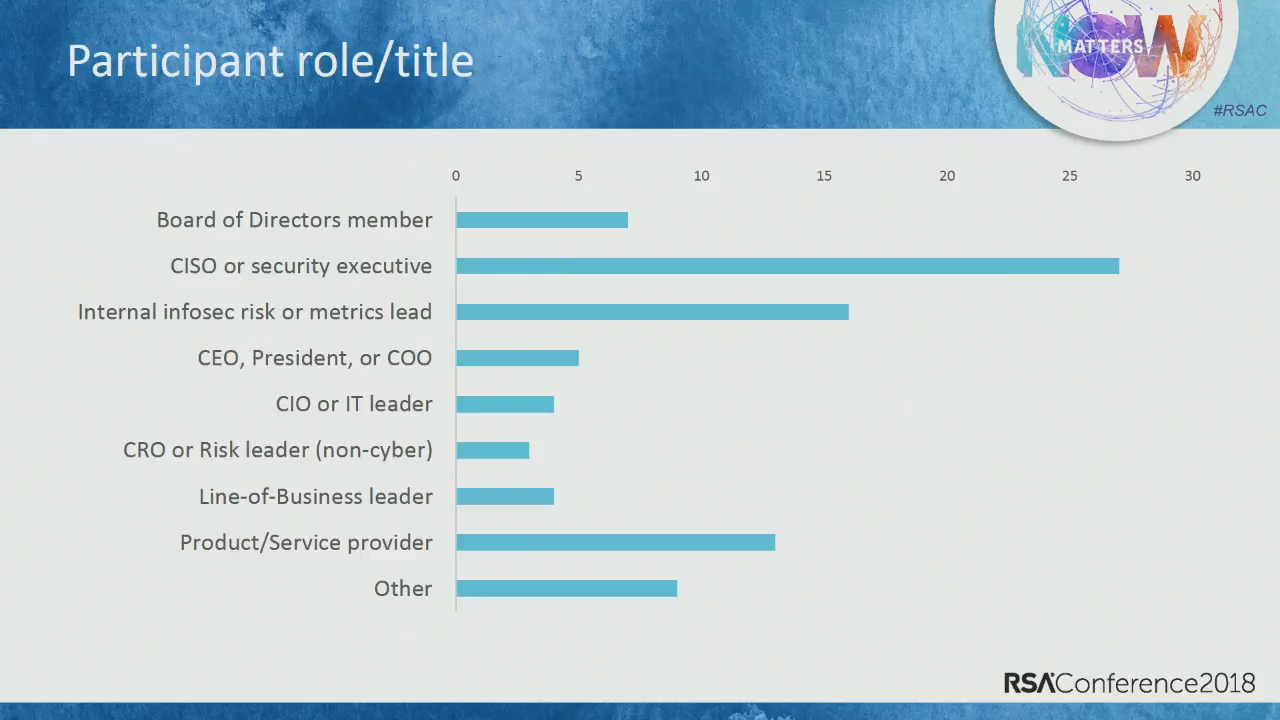 Participant role/title
NOW
MATTERS
#RSAC
0 5 10 15 20 25 30
Board of Directors member
CISO or security executive
Internal infosec risk or metrics lead
CEO, President, or COO
CIO or IT leader
CRO or Risk leader (non-cyber)
Line-of-Business leader
Product/Service provider
Other
RSAConference2018